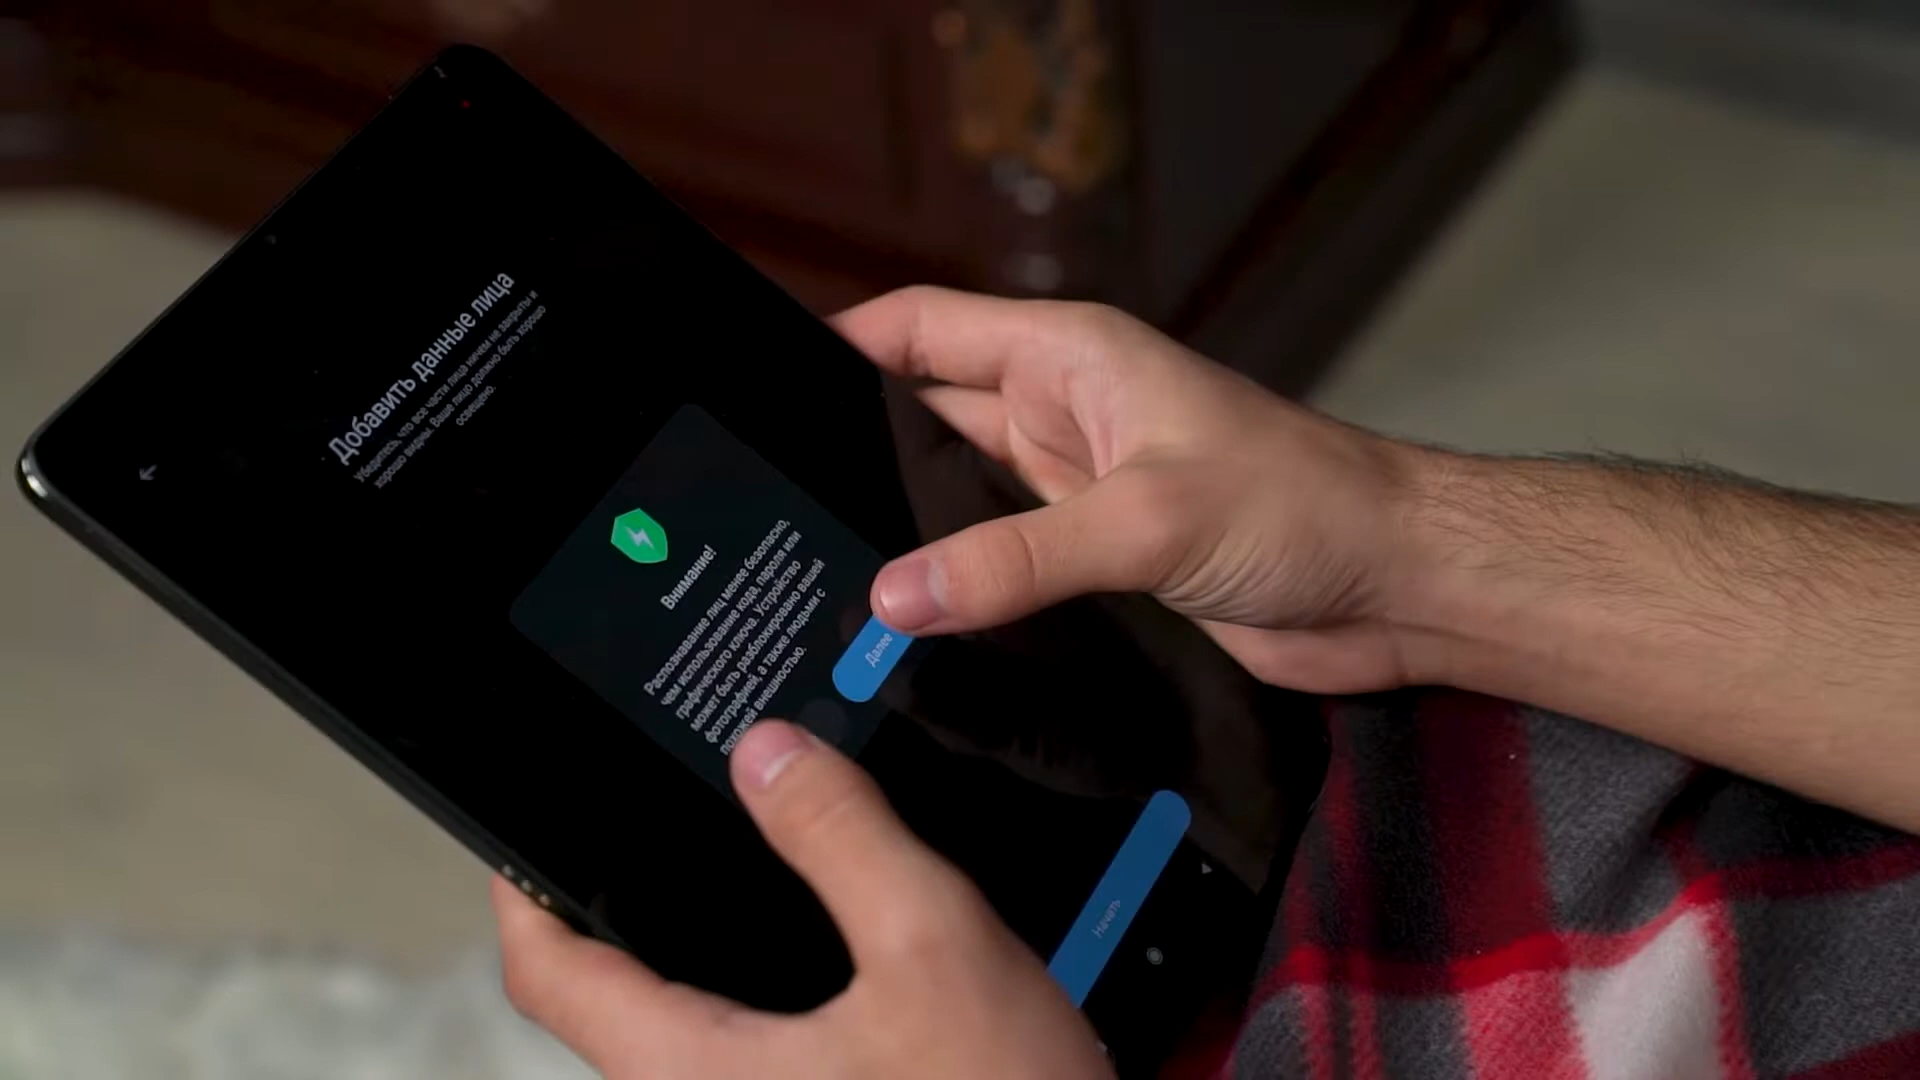 Добавить данные лица
Убедитесь, что все части лица ничем не закрыты и
хорошо видны. Ваше лицо должно быть хорошо
освещено.
Внимание!
Распознавание лиц менее безопасно,
чем использование кода, пароля или
графического ключа. Устройство
может быть разблокировано вашей
фотографией, а также людьми с
похожей внешностью.
Далее
Начать